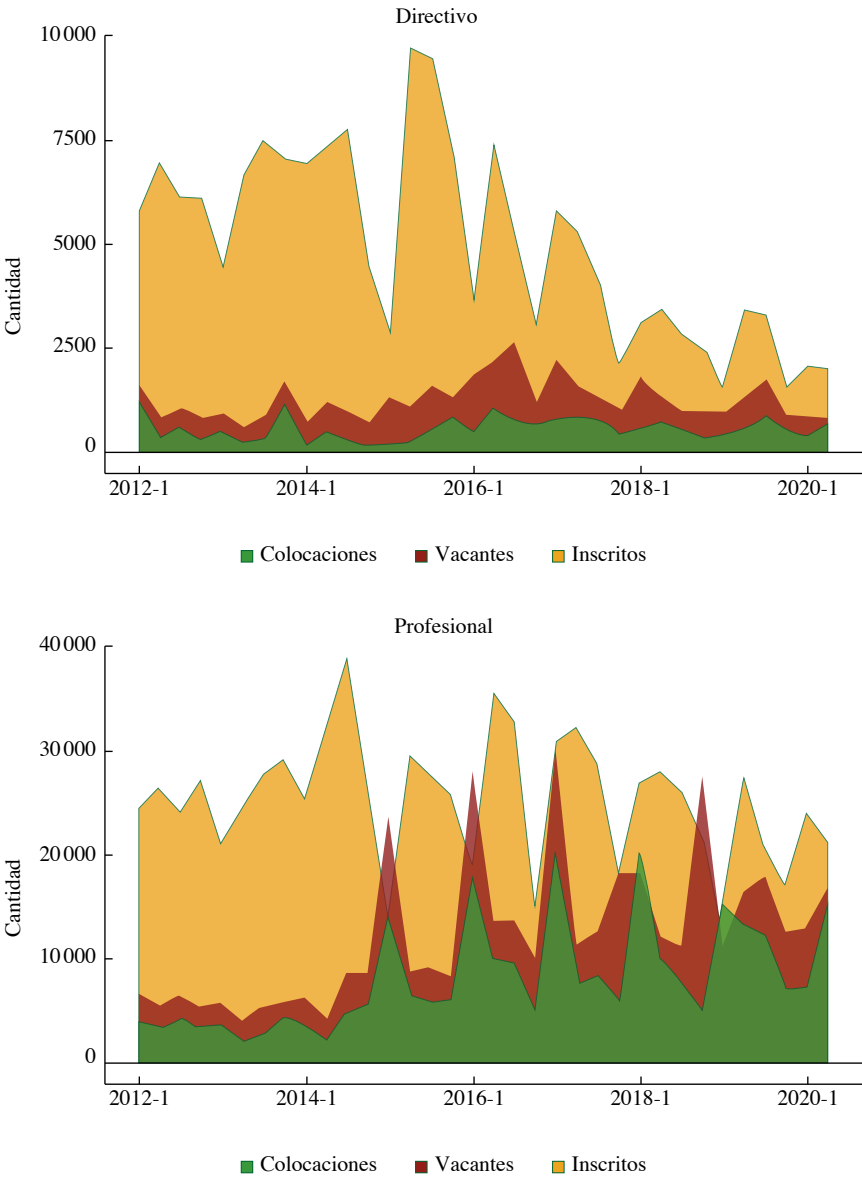 Directivo
10 000
7500
5000
2500
0
Cantidad
2012-1 2014-1 2016-1 2018-1 2020-1
Colocaciones Vacantes Inscritos
Profesional
40 000
30 000
20 000
10 000
0
Cantidad
2012-1 2014-1 2016-1 2018-1 2020-1
Colocaciones Vacantes Inscritos